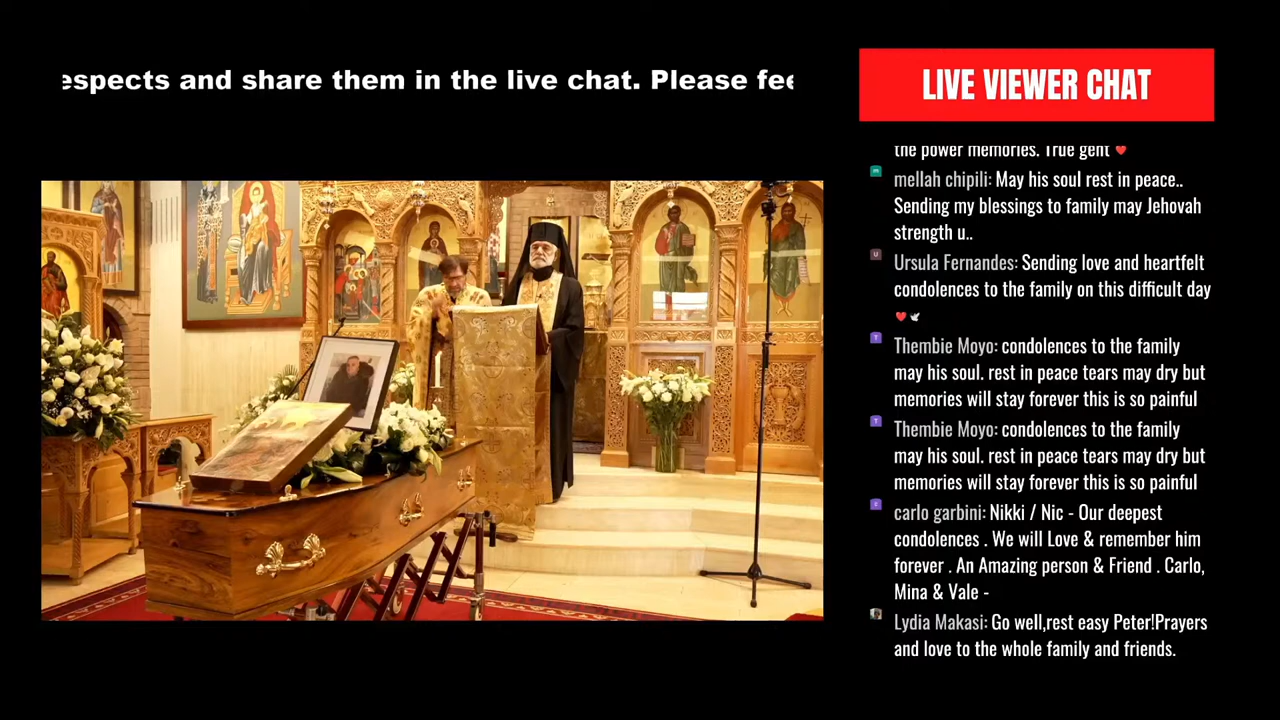 espects and share them in the live chat. Please fee
LIVE VIEWER CHAT
the power memories. True gent ❤️
mellah chipili: May his soul rest in peace..
Sending my blessings to family may Jehovah
strength u..
Ursula Fernandes: Sending love and heartfelt
condolences to the family on this difficult day
❤️ 🕊️
Thembie Moyo: condolences to the family
may his soul. rest in peace tears may dry but
memories will stay forever this is so painful
Thembie Moyo: condolences to the family
may his soul. rest in peace tears may dry but
memories will stay forever this is so painful
carlo garbini: Nikki / Nic - Our deepest
condolences . We will Love & remember him
forever . An Amazing person & Friend . Carlo,
Mina & Vale -
Lydia Makasi: Go well,rest easy Peter!Prayers
and love to the whole family and friends.